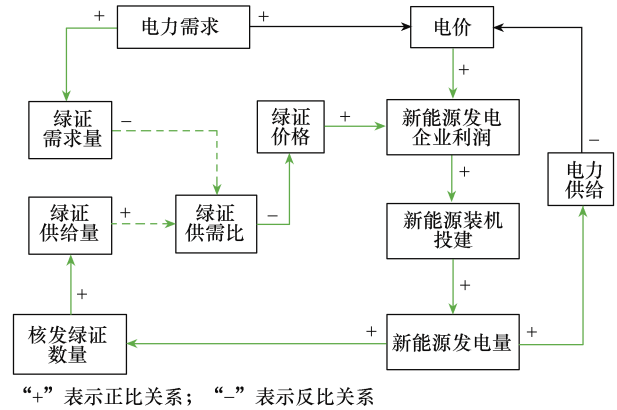 电力需求
+
+
电价
+
绿证
需求量
−
绿证
价格
+
新能源发电
企业利润
−
电力
供给
绿证
供给量
+
绿证
供需比
−
+
新能源装机
投建
+
+
核发绿证
数量
+
新能源发电量
+
“+”表示正比关系；“−”表示反比关系